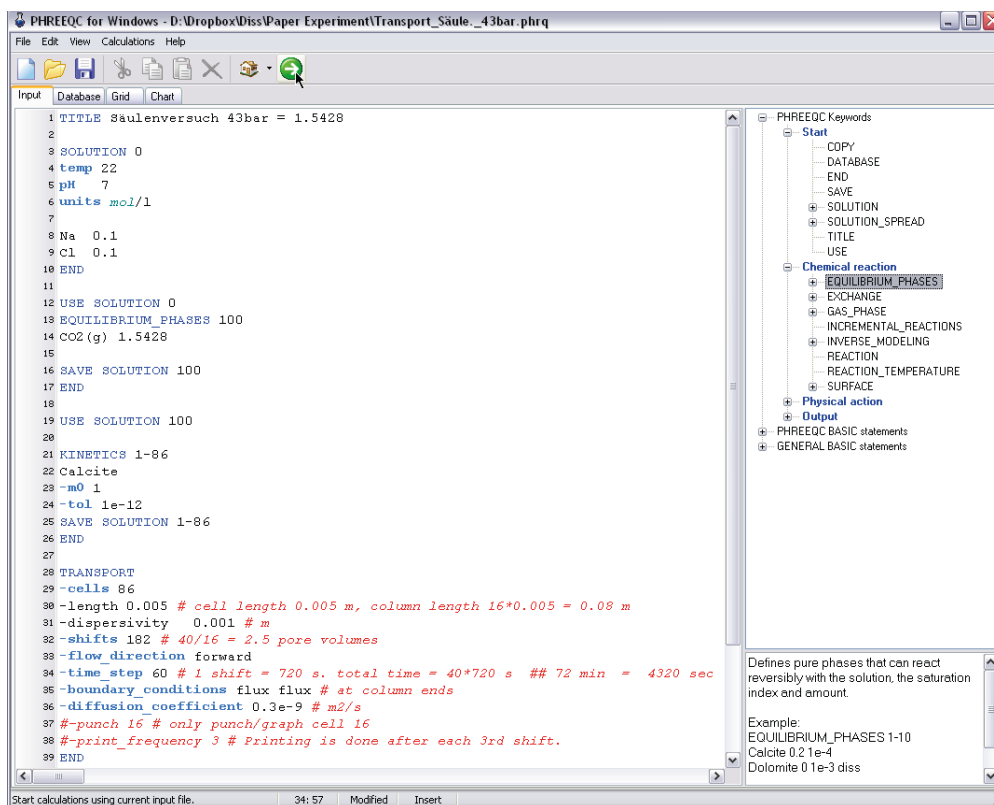 PHREEQC for Windows - D:\Dropbox\Diss\Paper Experiment\Transport_Säule._43bar.phrq
File Edit View Calculations Help
Input Database Grid Chart
1 TITLE Säulenversuch 43bar = 1.5428
2
3 SOLUTION 0
4 temp 22
5 pH 7
6 units mol/l
7
8 Na 0.1
9 Cl 0.1
10 END
11
12 USE SOLUTION 0
13 EQUILIBRIUM_PHASES 100
14 CO2(g) 1.5428
15
16 SAVE SOLUTION 100
17 END
18
19 USE SOLUTION 100
20
21 KINETICS 1-86
22 Calcite
23 -m0 1
24 -tol 1e-12
25 SAVE SOLUTION 1-86
26 END
27
28 TRANSPORT
29 -cells 86
30 -length 0.005 # cell length 0.005 m, column length 16*0.005 = 0.08 m
31 -dispersivity 0.001 # m
32 -shifts 182 # 40/16 = 2.5 pore volumes
33 -flow_direction forward
34 -time_step 60 # 1 shift = 720 s. total time = 40*720 s ## 72 min = 4320 sec
35 -boundary_conditions flux flux # at column ends
36 -diffusion_coefficient 0.3e-9 # m2/s
37 #-punch 16 # only punch/graph cell 16
38 #-print_frequency 3 # Printing is done after each 3rd shift.
39 END
PHREEQC Keywords
Start
COPY
DATABASE
END
SAVE
SOLUTION
SOLUTION_SPREAD
TITLE
USE
Chemical reaction
EQUILIBRIUM_PHASES
EXCHANGE
GAS_PHASE
INCREMENTAL_REACTIONS
INVERSE_MODELING
REACTION
REACTION_TEMPERATURE
SURFACE
Physical action
Output
PHREEQC BASIC statements
GENERAL BASIC statements
Defines pure phases that can react
reversibly with the solution, the saturation
index and amount.
Example:
EQUILIBRIUM_PHASES 1-10
Calcite 0.2 1e-4
Dolomite 0 1e-3 diss
Start calculations using current input file. 34: 57 Modified Insert